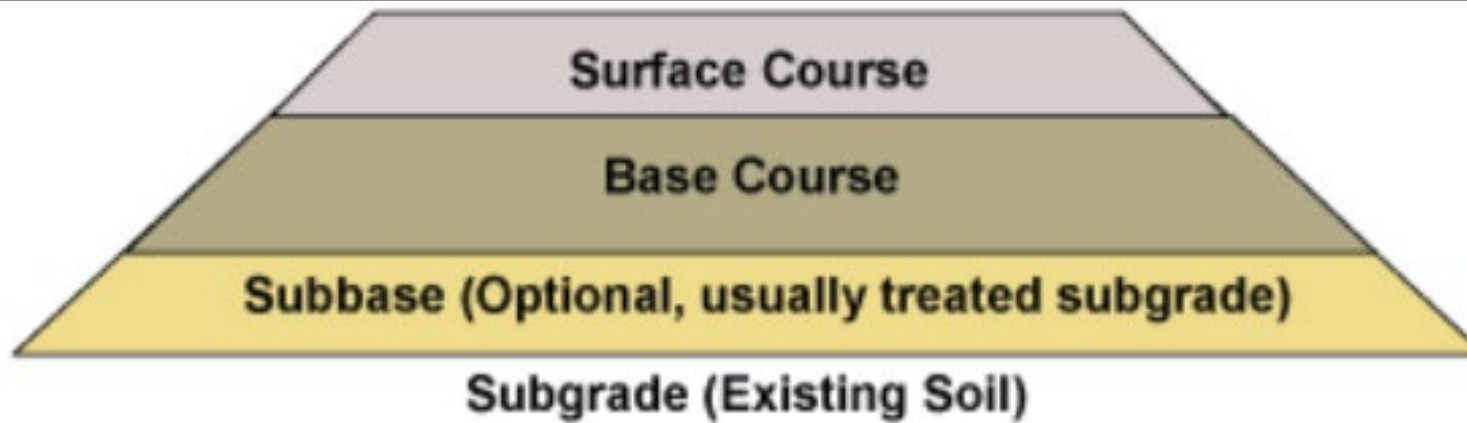 Surface Course
Base Course
Subbase (Optional, usually treated subgrade)
Subgrade (Existing Soil)